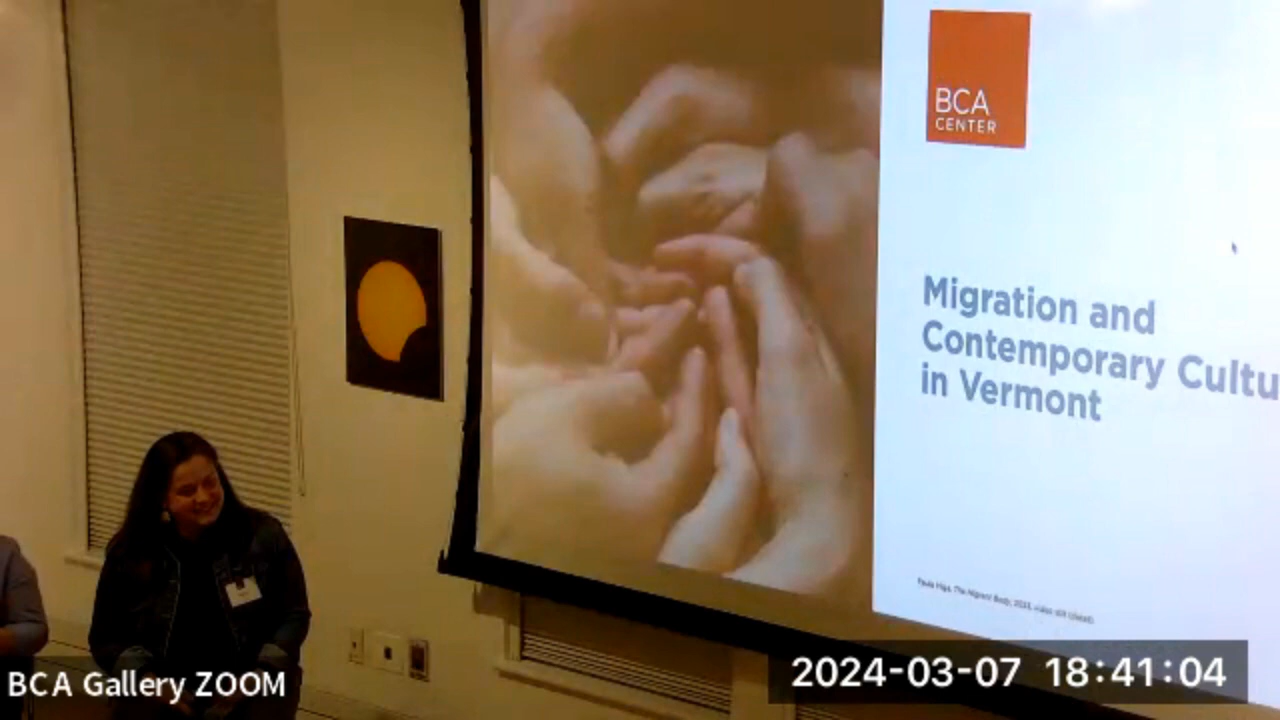 BCA
CENTER
Migration and
Contemporary Cultu
in Vermont
BCA Gallery ZOOM
2024-03-07 18:41:04